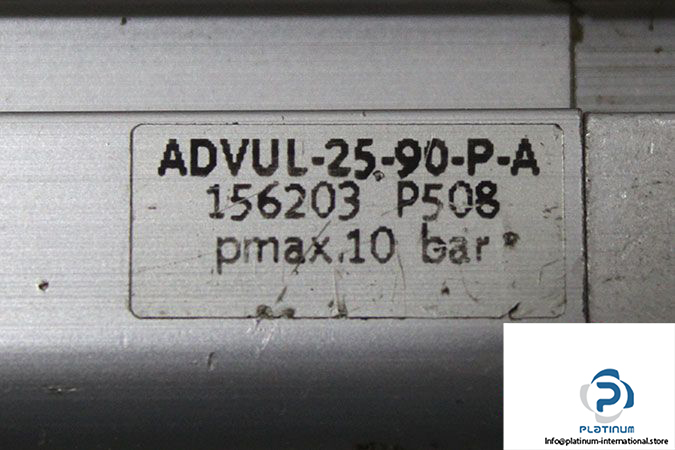 ADVUL-25-90-P-A
156203 P508
pmax.10 bar
P
PLATINUM
Info@platinum-international.store